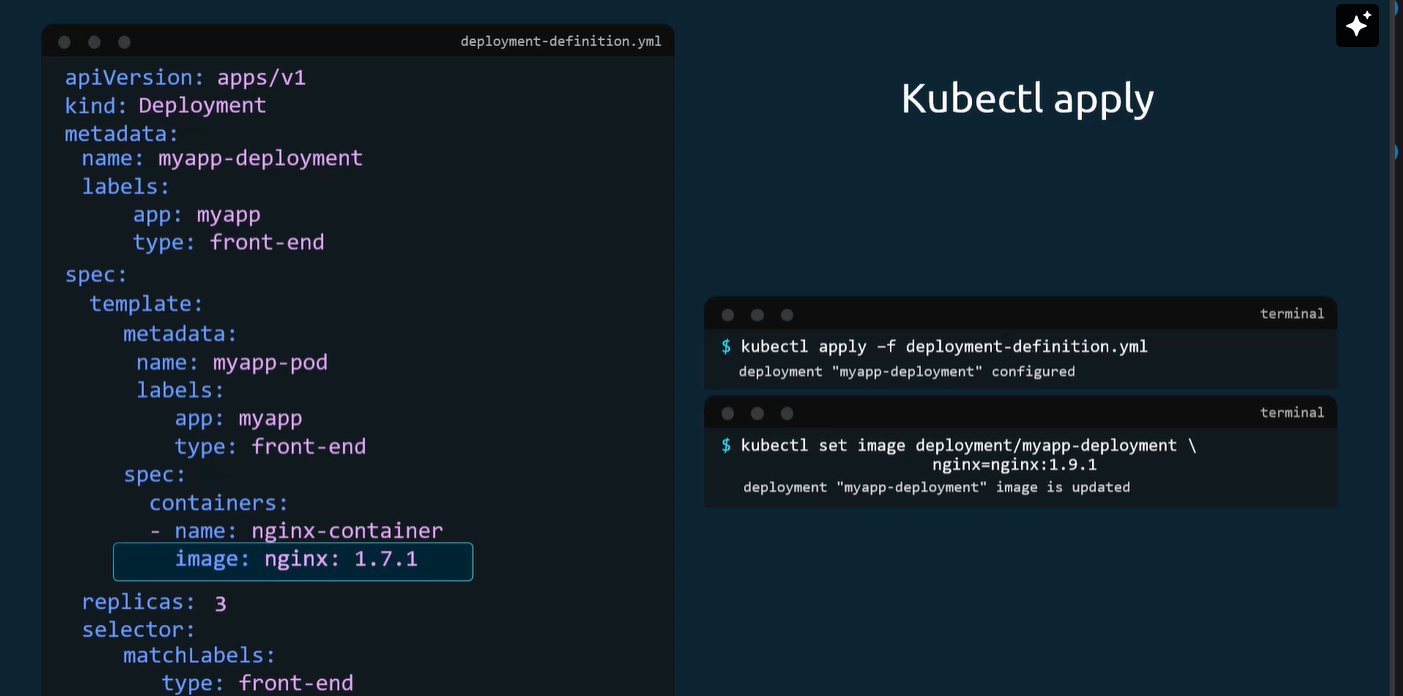 deployment-definition.yml
apiVersion: apps/v1
kind: Deployment
metadata:
name: myapp-deployment
labels:
app: myapp
type: front-end
spec:
template:
metadata:
name: myapp-pod
labels:
app: myapp
type: front-end
spec:
containers:
- name: nginx-container
image: nginx: 1.7.1
replicas: 3
selector:
matchLabels:
type: front-end
Kubectl apply
terminal
$ kubectl apply –f deployment-definition.yml
deployment "myapp-deployment" configured
terminal
$ kubectl set image deployment/myapp-deployment \
nginx=nginx:1.9.1
deployment "myapp-deployment" image is updated